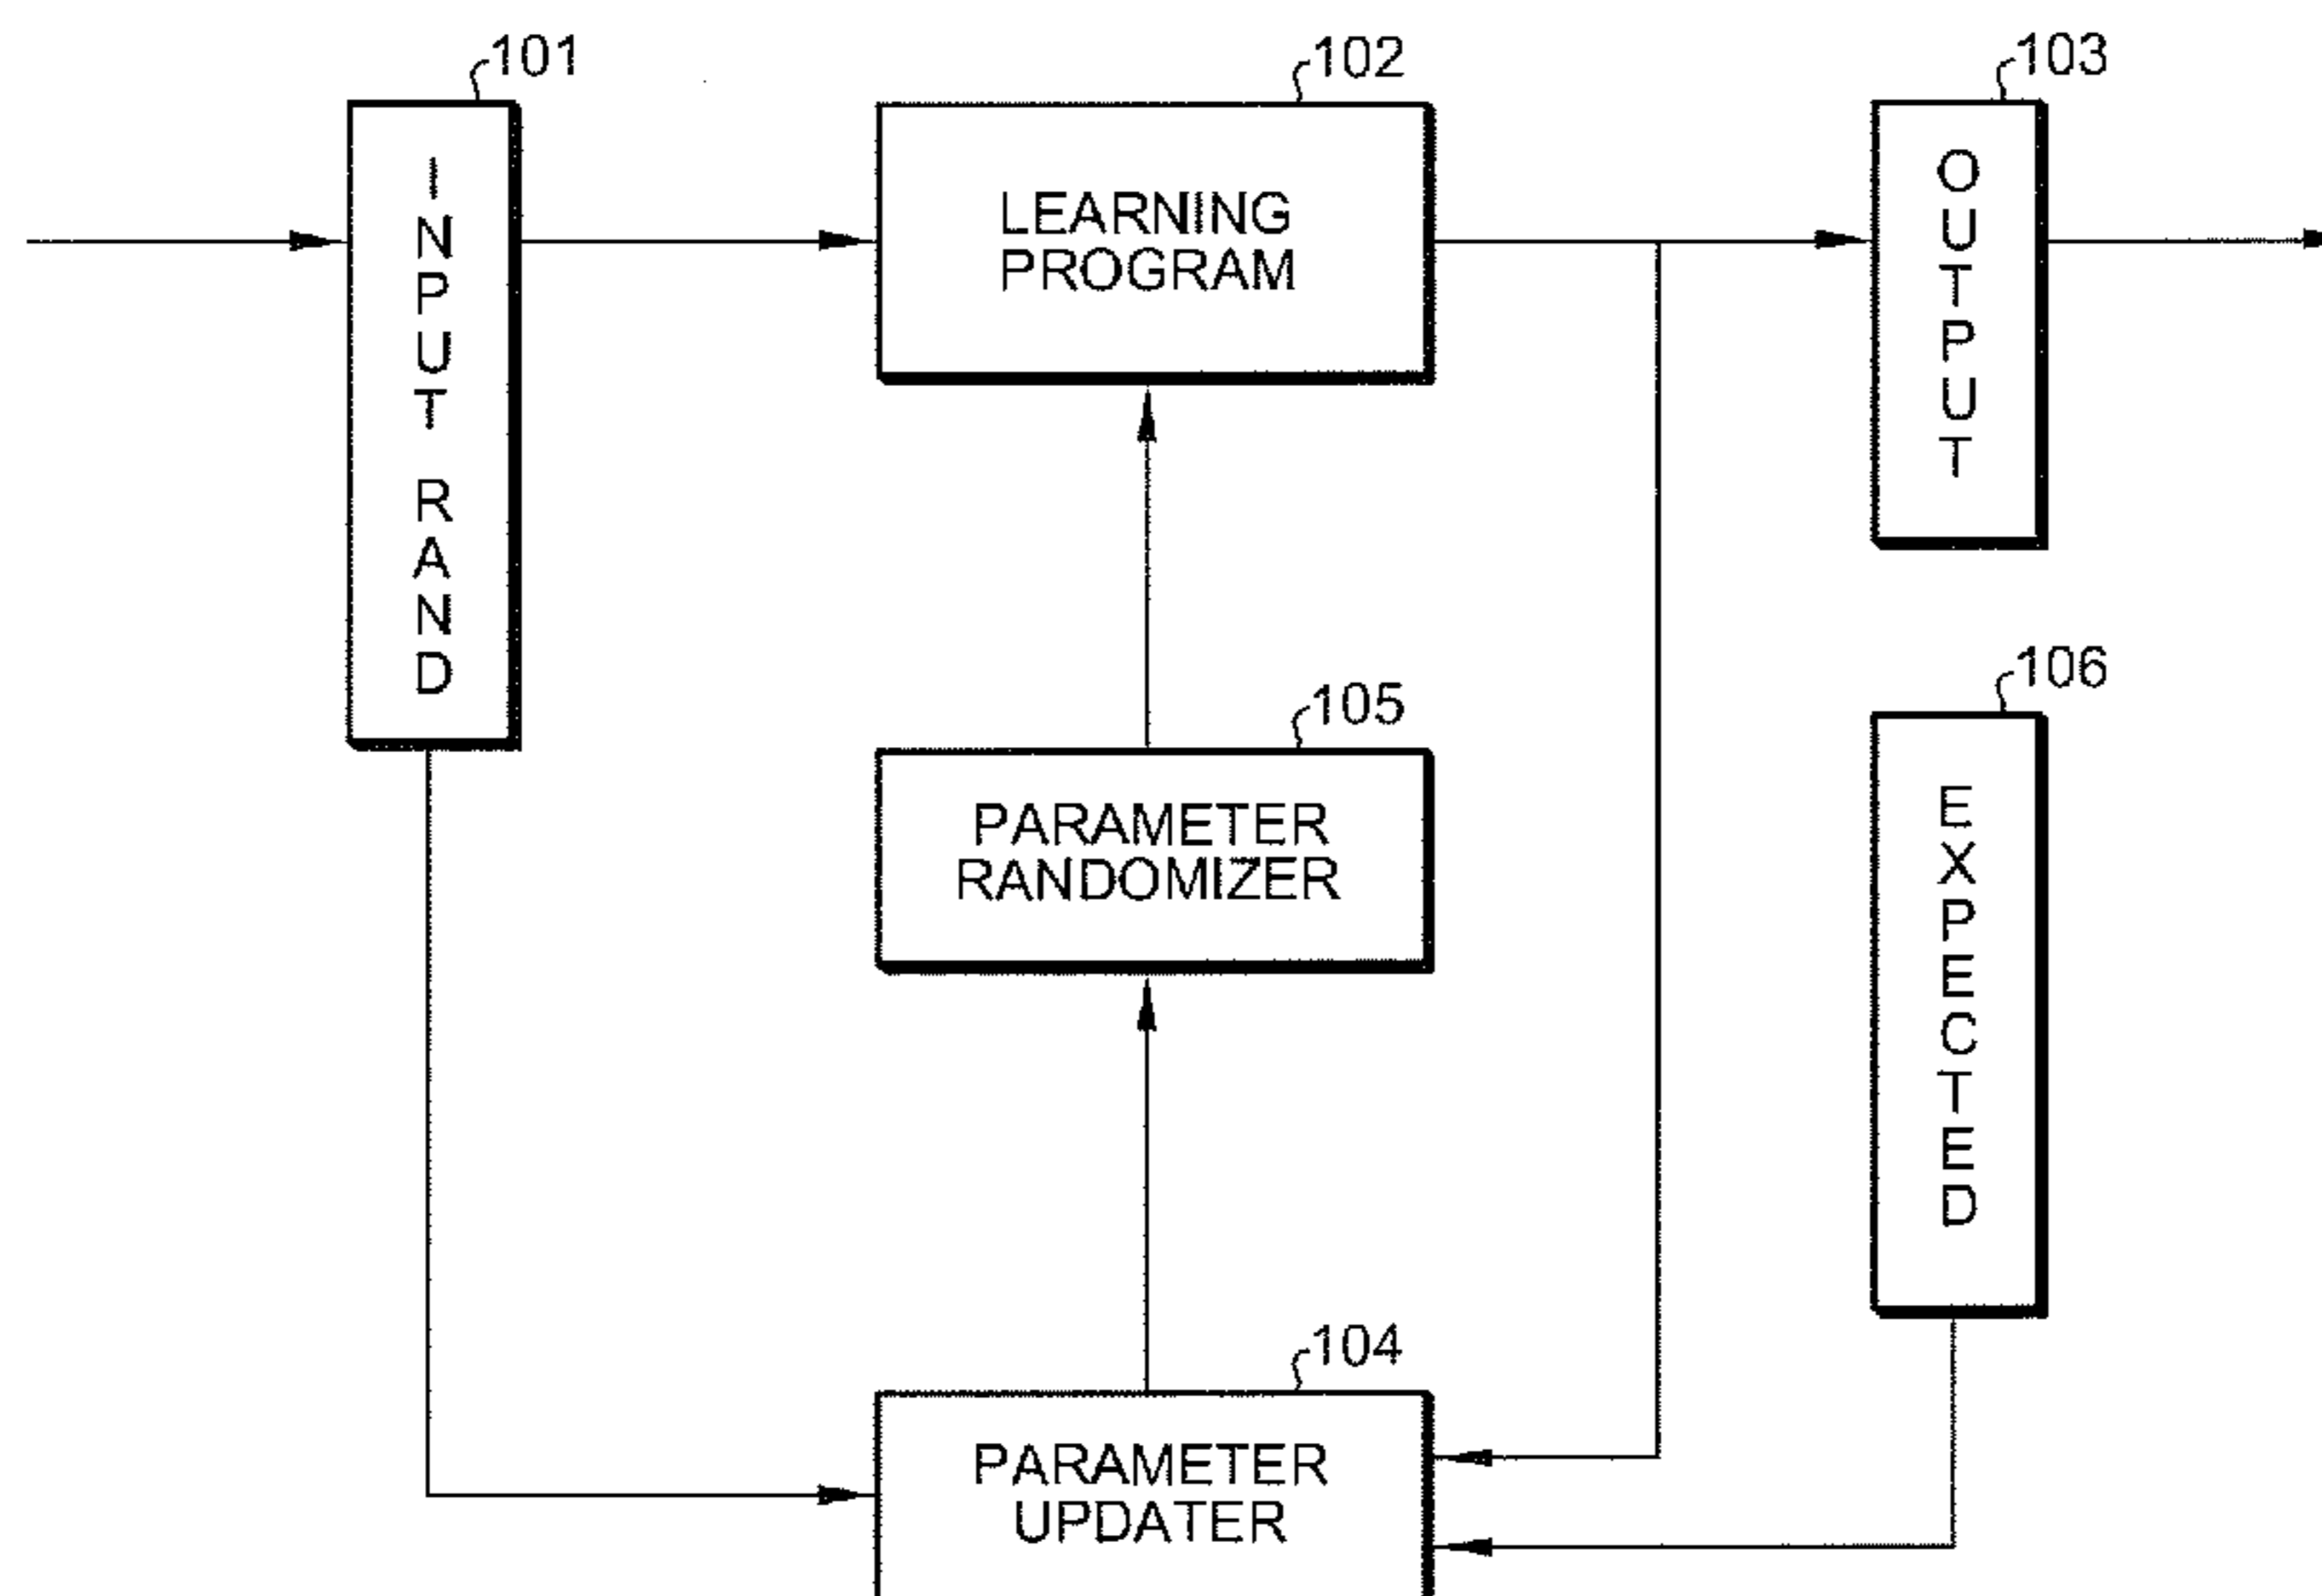 101
102
103
INPUT RAND
LEARNING
PROGRAM
OUTPUT
105
106
PARAMETER
RANDOMIZER
EXPECTED
104
PARAMETER
UPDATER